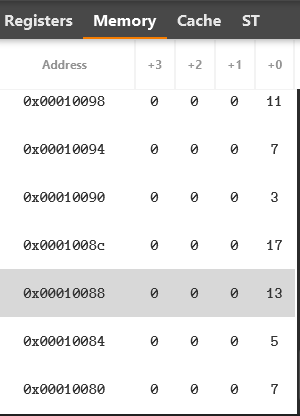 Registers Memory Cache ST
Address +3 +2 +1 +0
0x00010098 0 0 0 11
0x00010094 0 0 0 7
0x00010090 0 0 0 3
0x0001008c 0 0 0 17
0x00010088 0 0 0 13
0x00010084 0 0 0 5
0x00010080 0 0 0 7